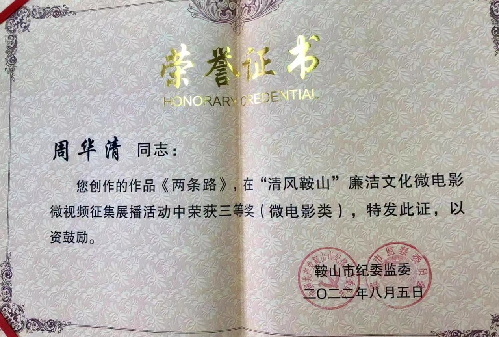 荣誉证书
HONORARY CREDENTIAL
周华清 同志：
您创作的作品《两条路》，在“清风鞍山”廉洁文化微电影
微视频征集展播活动中荣获三等奖（微电影类），特发此证，以
资鼓励。
鞍山市纪委监委
二〇二二年八月五日